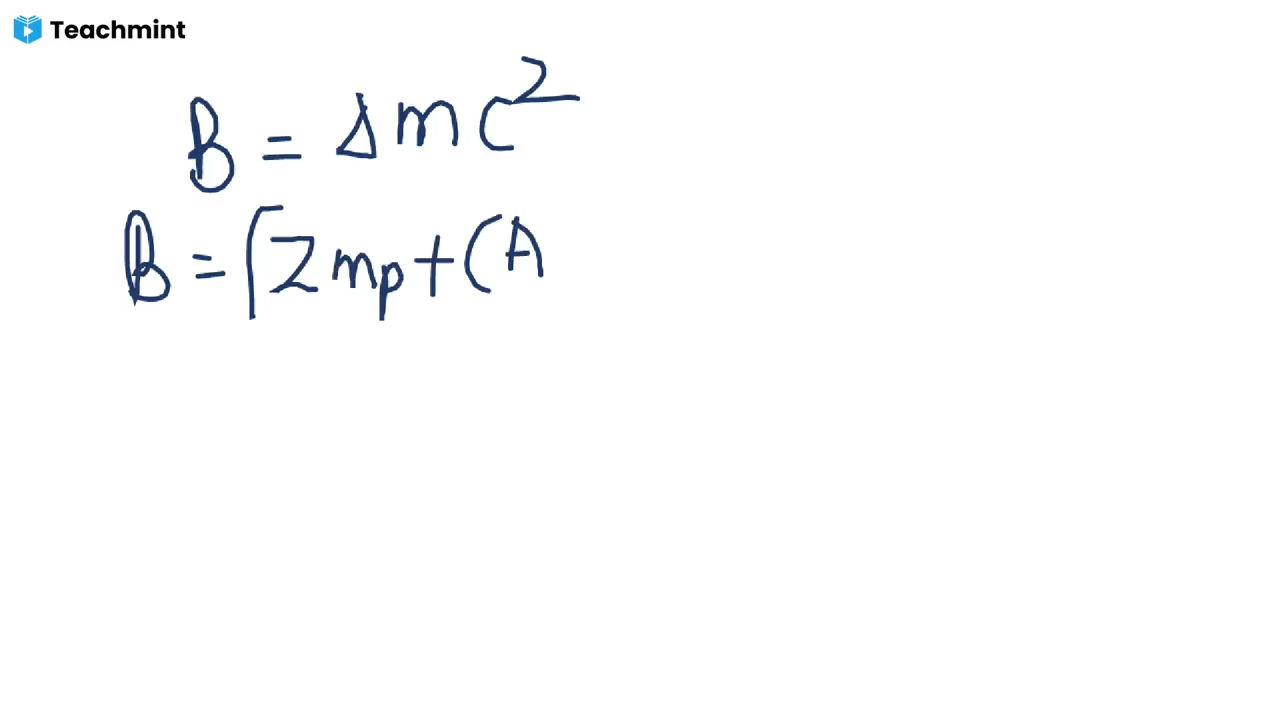 Teachmint
B = Δmc²
B = [Zmp + (A